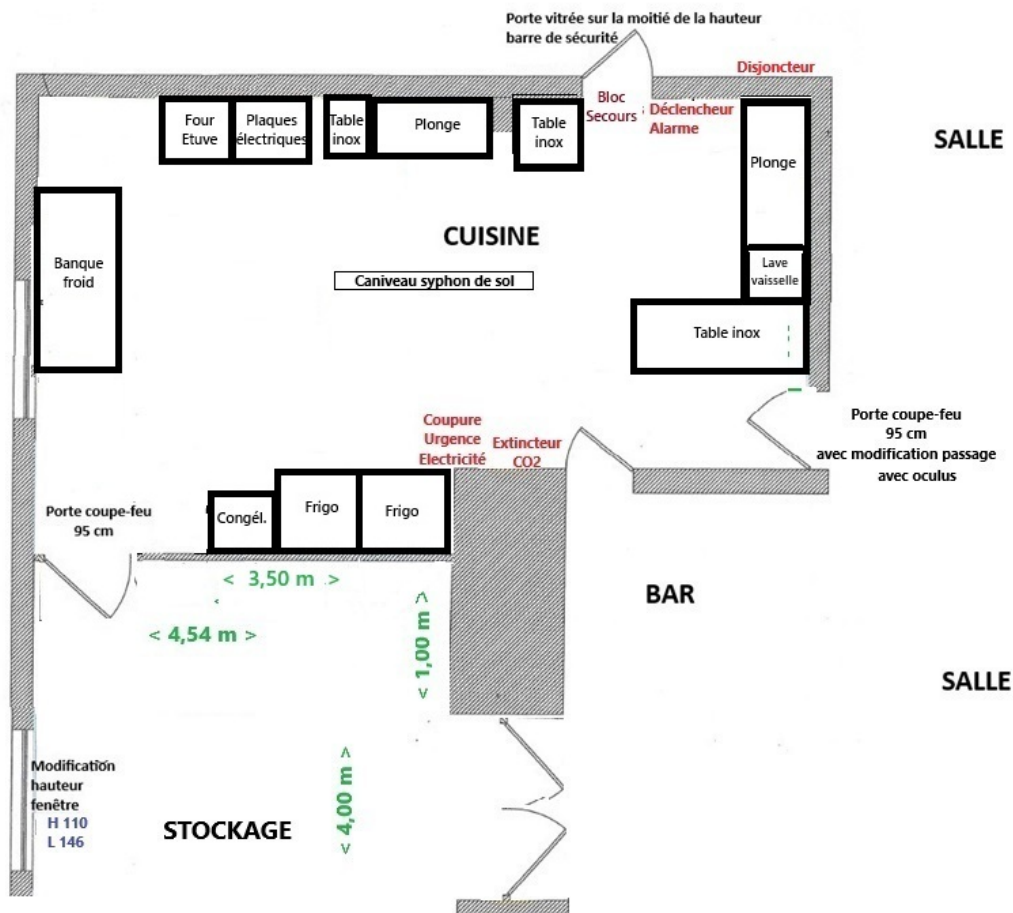 Porte vitrée sur la moitié de la hauteur
barre de sécurité
Disjoncteur
Bloc
Secours
Déclencheur
Alarme
Four
Etuve
Plaques
électriques
Table
inox
Plonge
Table
inox
Plonge
SALLE
CUISINE
Banque
froid
Caniveau syphon de sol
Lave
vaisselle
Table inox
Coupure
Urgence
Electricité
Extincteur
CO2
Porte coupe-feu
95 cm
avec modification passage
avec oculus
Porte coupe-feu
95 cm
Congél.
Frigo
Frigo
< 3,50 m >
< 4,54 m >
< 1,00 m >
BAR
SALLE
Modification
hauteur
fenêtre
H 110
L 146
STOCKAGE
< 4,00 m >